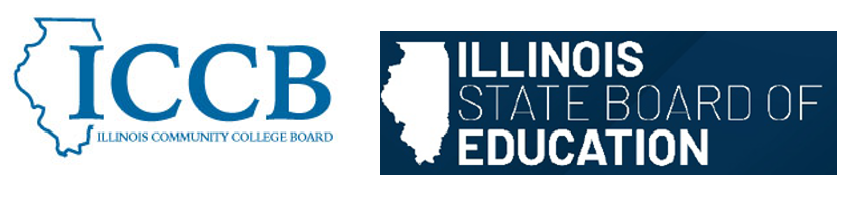 ICCB
ILLINOIS COMMUNITY COLLEGE BOARD
ILLINOIS
STATE BOARD OF
EDUCATION